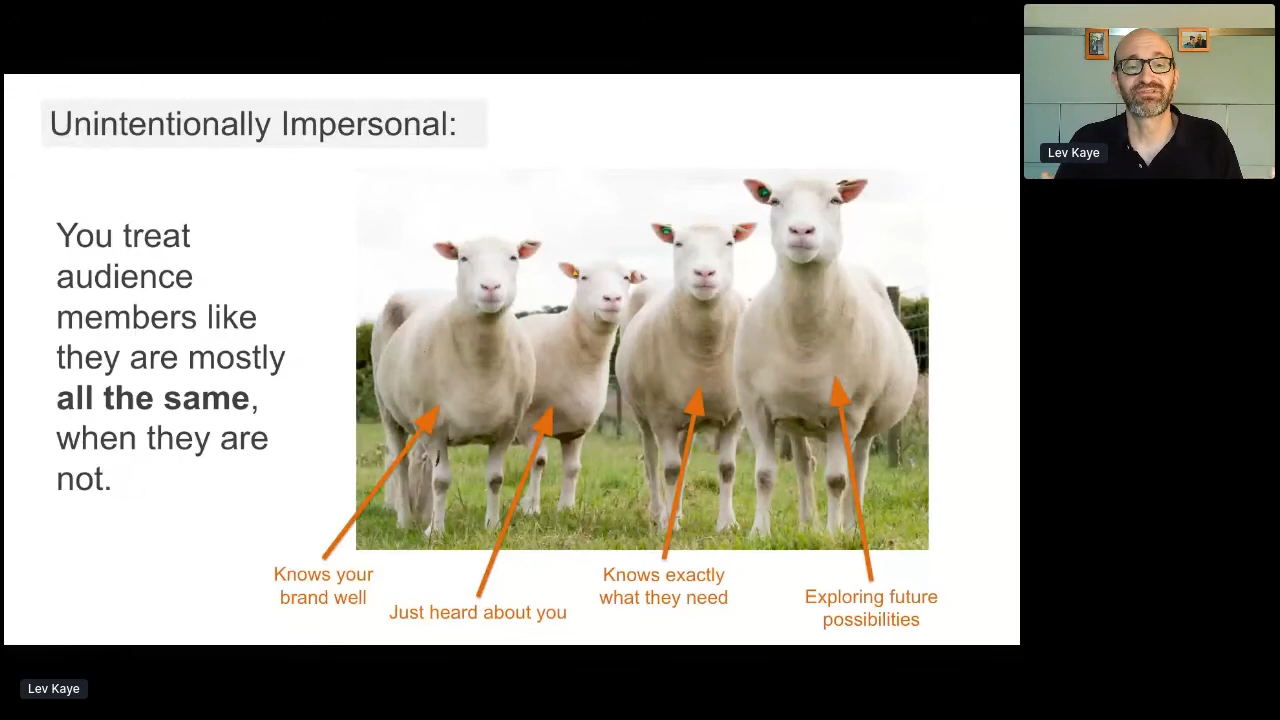 Unintentionally Impersonal:
You treat
audience
members like
they are mostly
all the same,
when they are
not.
Knows your
brand well
Just heard about you
Knows exactly
what they need
Exploring future
possibilities
Lev Kaye
Lev Kaye